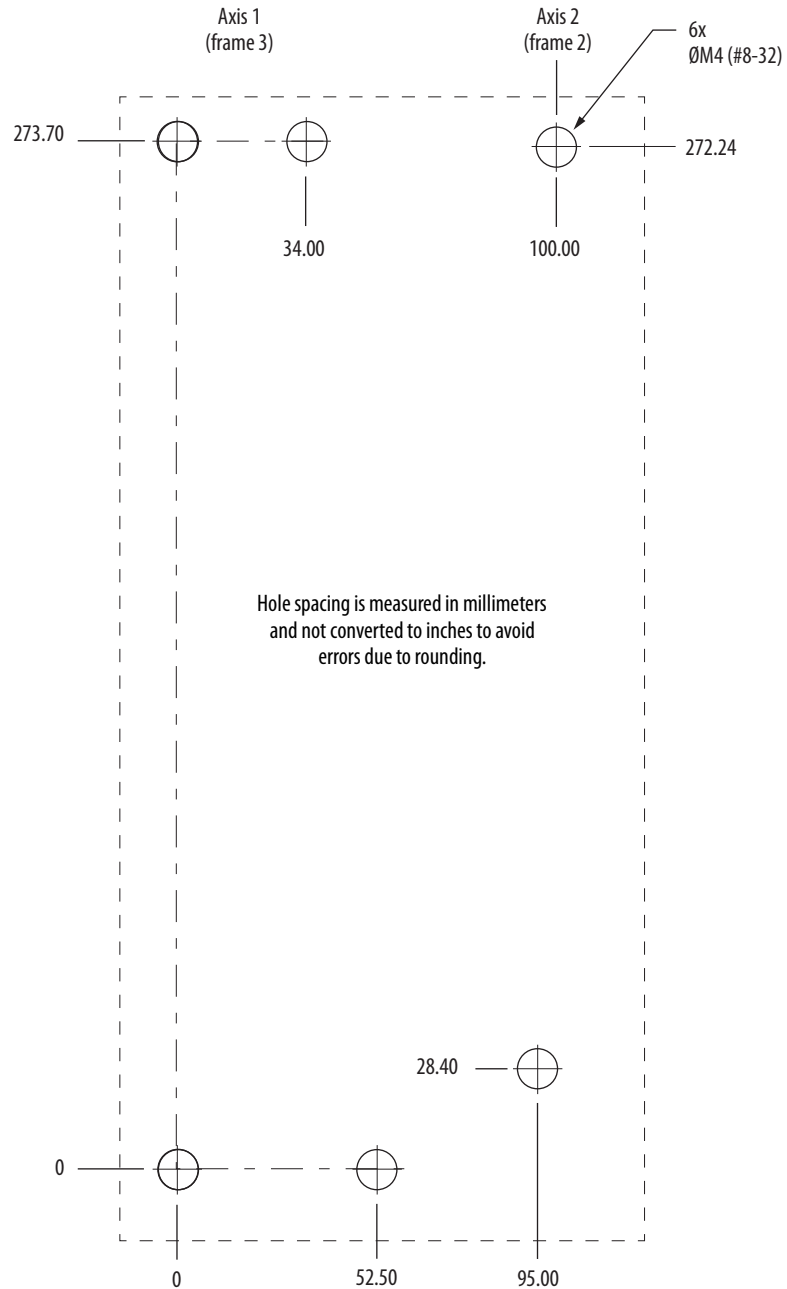 Axis 1
(frame 3)
Axis 2
(frame 2)
6x
ØM4 (#8-32)
273.70
272.24
34.00
100.00
Hole spacing is measured in millimeters
and not converted to inches to avoid
errors due to rounding.
28.40
0
0
52.50
95.00